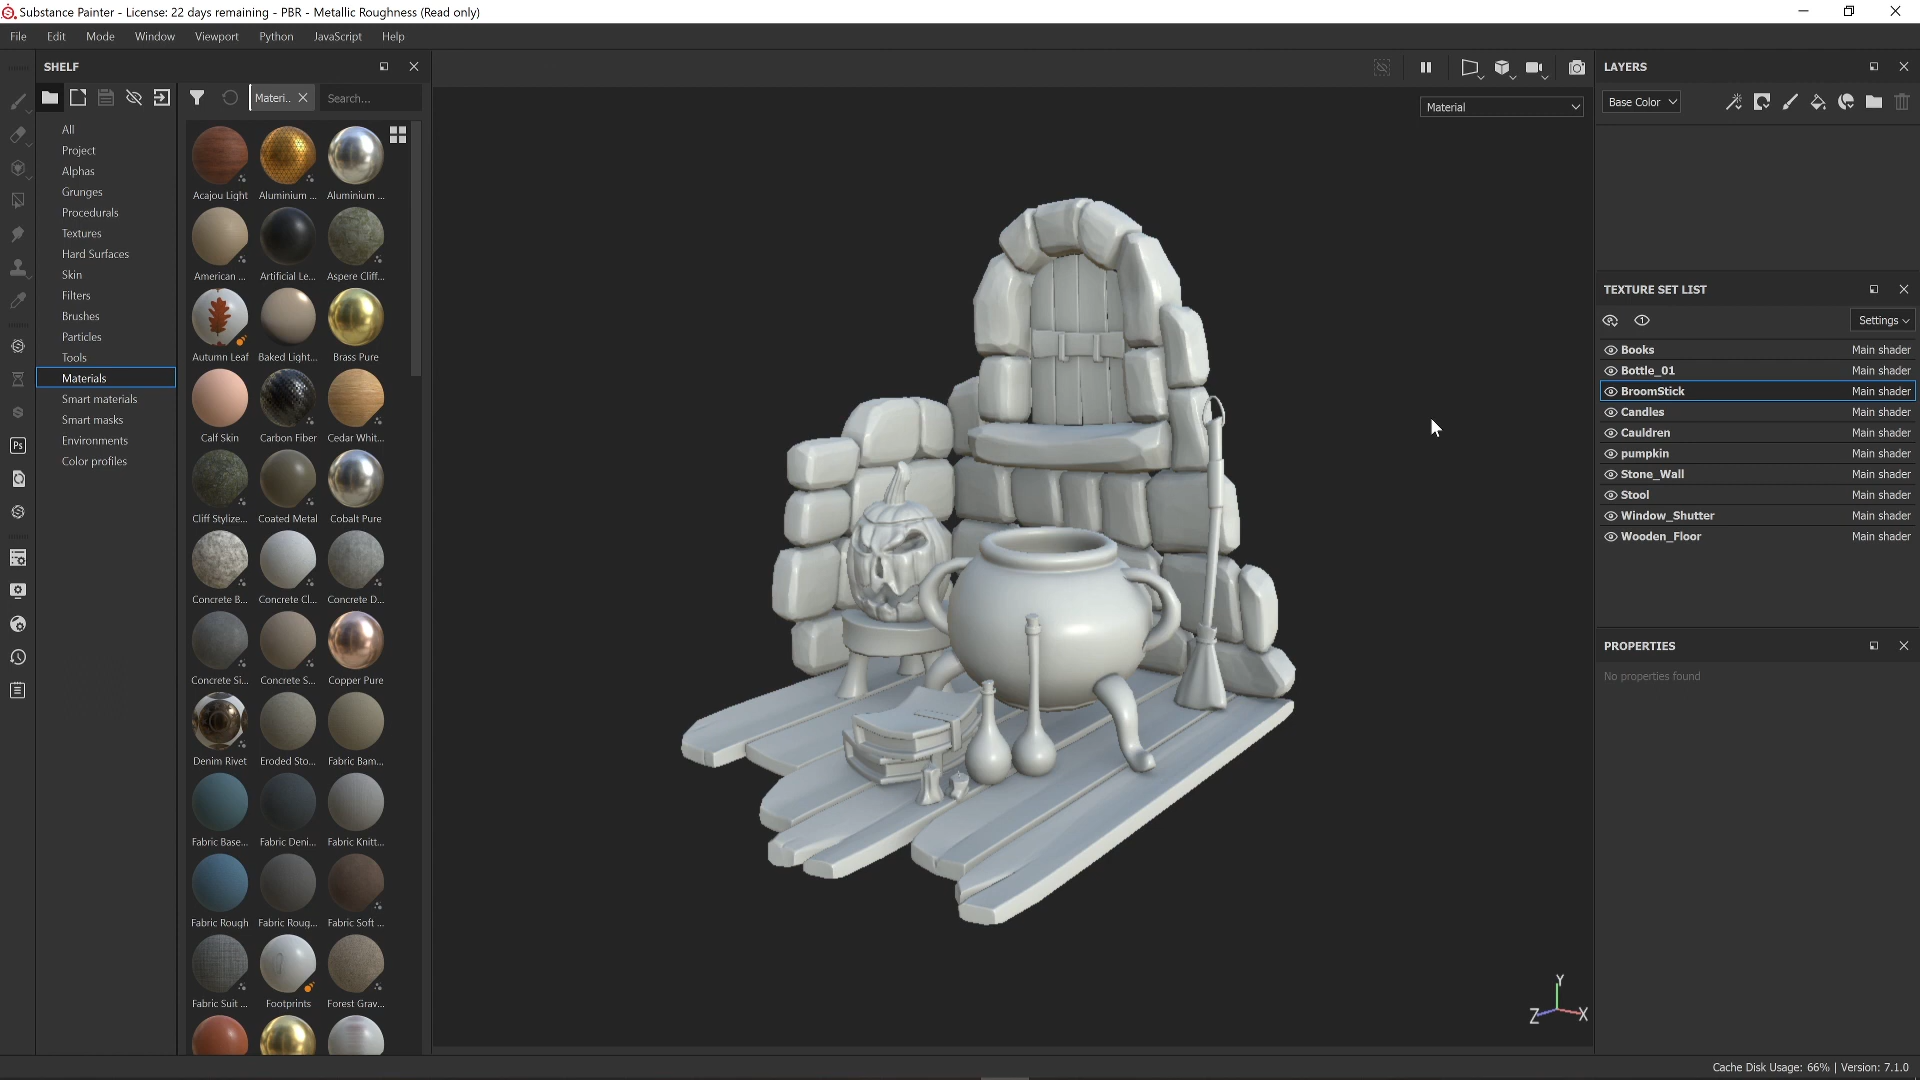 Substance Painter - License: 22 days remaining - PBR - Metallic Roughness (Read only)
File Edit Mode Window Viewport Python JavaScript Help
SHELF
Materi..
Search...
All
Project
Alphas
Grunges
Procedurals
Textures
Hard Surfaces
Skin
Filters
Brushes
Particles
Tools
Materials
Smart materials
Smart masks
Environments
Color profiles
Ps
Acajou Light Aluminium ... Aluminium ...
American ... Artificial Le... Aspere Cliff...
Autumn Leaf Baked Light... Brass Pure
Calf Skin Carbon Fiber Cedar Whit...
Cliff Stylize... Coated Metal Cobalt Pure
Concrete B... Concrete Cl... Concrete D...
Concrete Si... Concrete S... Copper Pure
Denim Rivet Eroded Sto... Fabric Bam...
Fabric Base... Fabric Deni... Fabric Knitt...
Fabric Rough Fabric Roug... Fabric Soft ...
Fabric Suit ... Footprints Forest Grav...
Material
Y
Z X
LAYERS
Base Color
TEXTURE SET LIST
1
Settings
Books Main shader
Bottle_01 Main shader
BroomStick Main shader
Candles Main shader
Cauldren Main shader
pumpkin Main shader
Stone_Wall Main shader
Stool Main shader
Window_Shutter Main shader
Wooden_Floor Main shader
PROPERTIES
No properties found
Cache Disk Usage: 66% | Version: 7.1.0